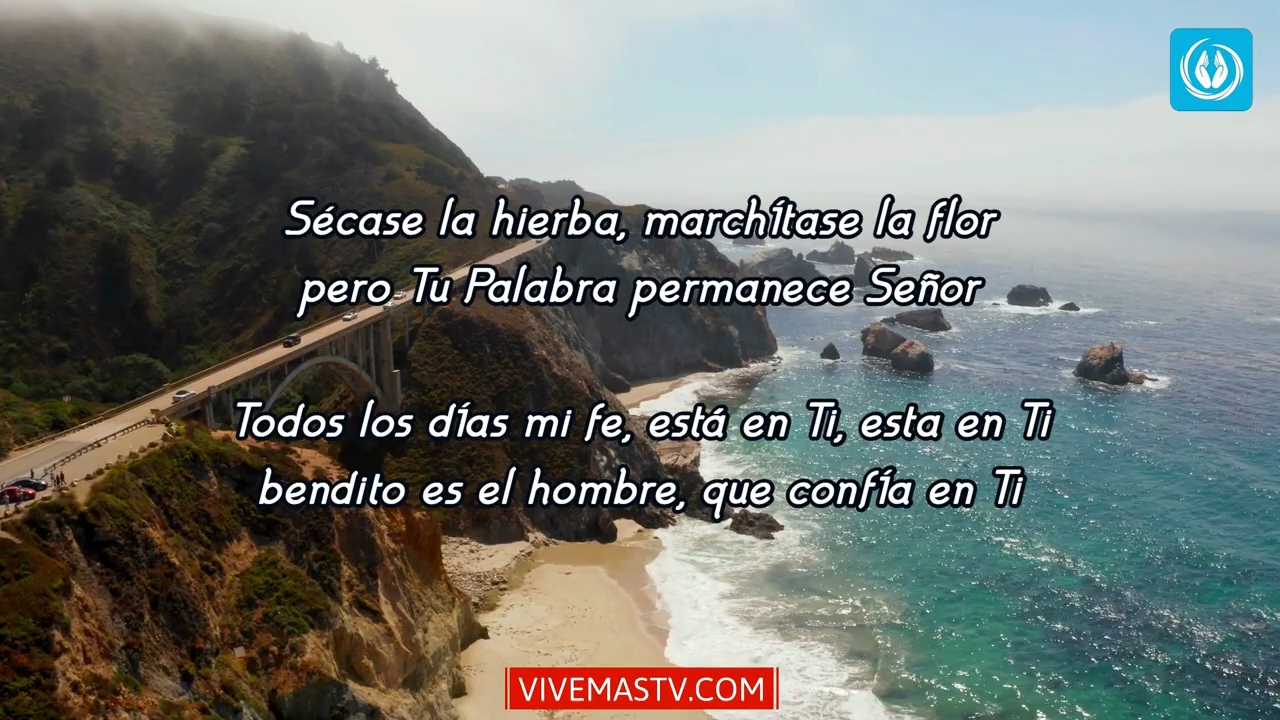 Sécase la hierba, marchítase la flor
pero Tu Palabra permanece Señor
Todos los días mi fe, está en Ti, esta en Ti
bendito es el hombre, que confía en Ti
VIVEMASTV.COM